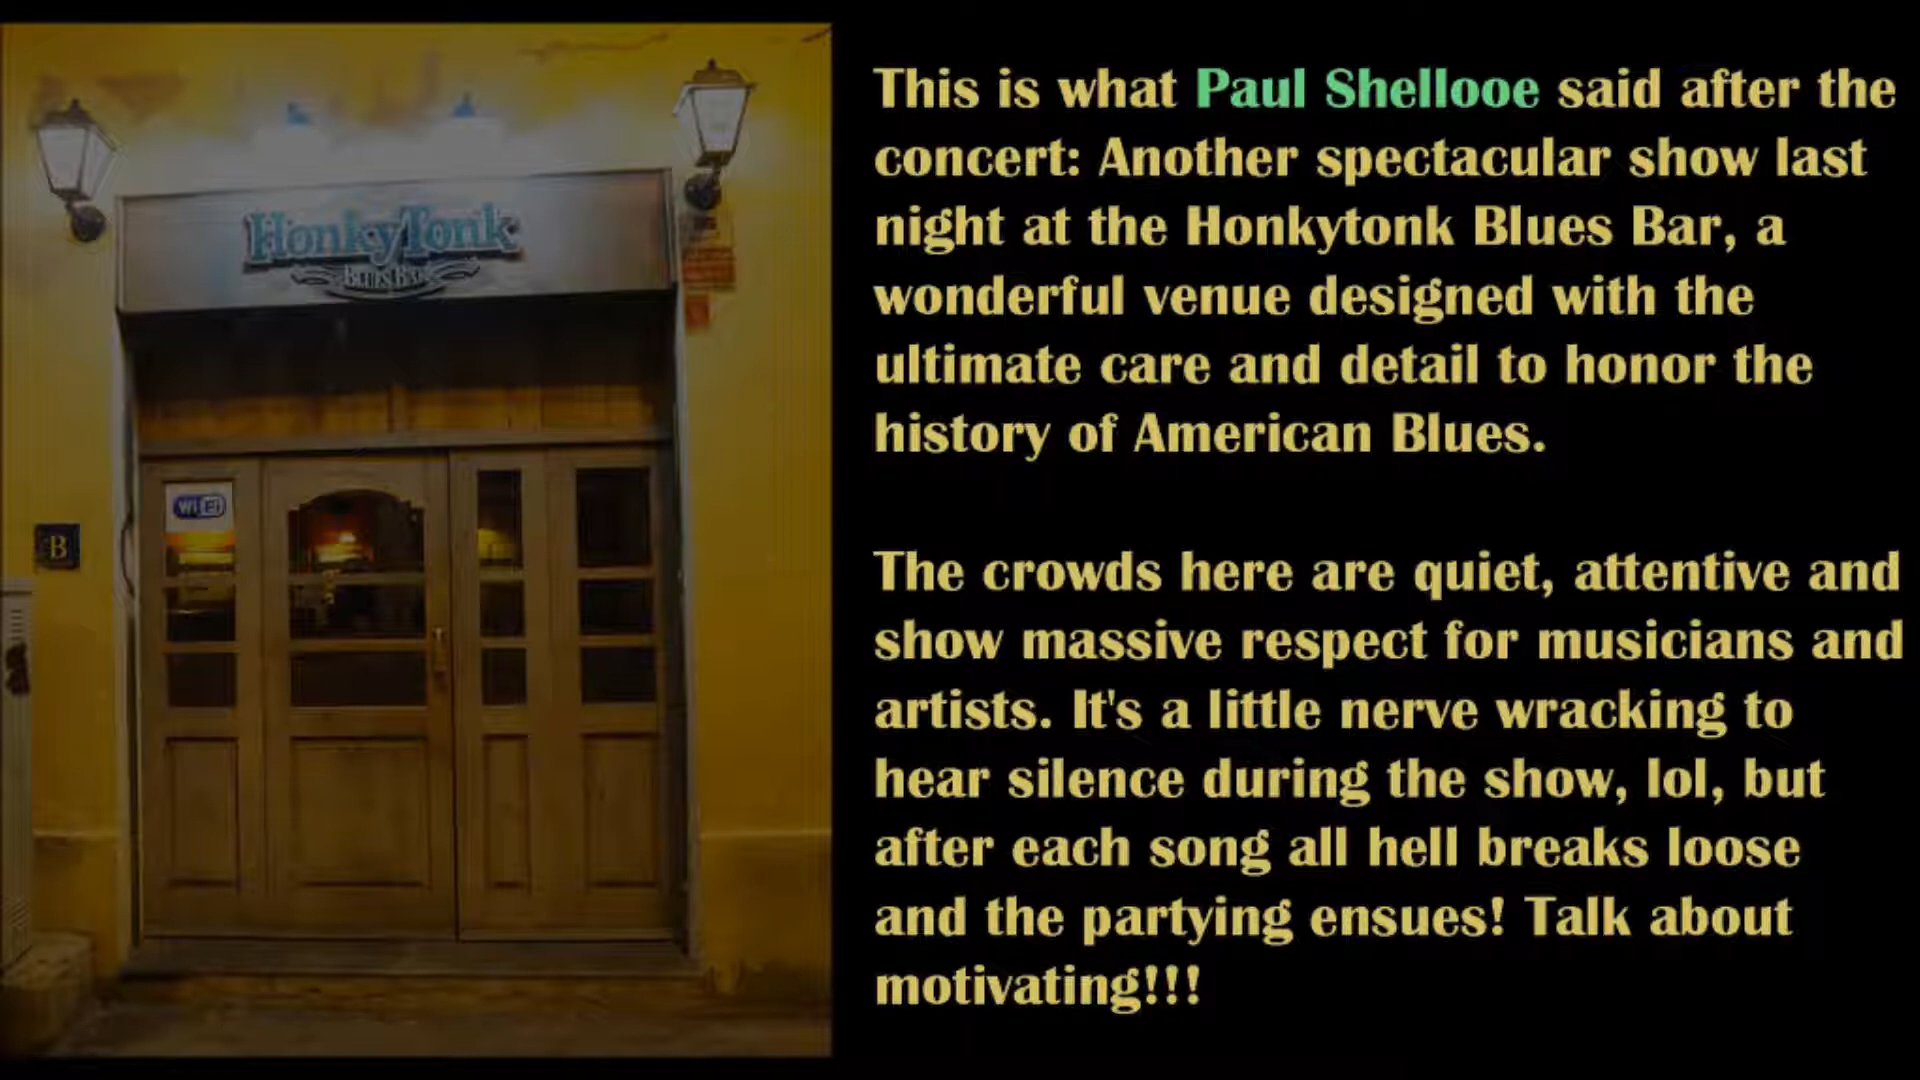 HonkyTonk
BLUES BAR
Wi Fi
B
This is what Paul Shellooe said after the
concert: Another spectacular show last
night at the Honkytonk Blues Bar, a
wonderful venue designed with the
ultimate care and detail to honor the
history of American Blues.
The crowds here are quiet, attentive and
show massive respect for musicians and
artists. It's a little nerve wracking to
hear silence during the show, lol, but
after each song all hell breaks loose
and the partying ensues! Talk about
motivating!!!